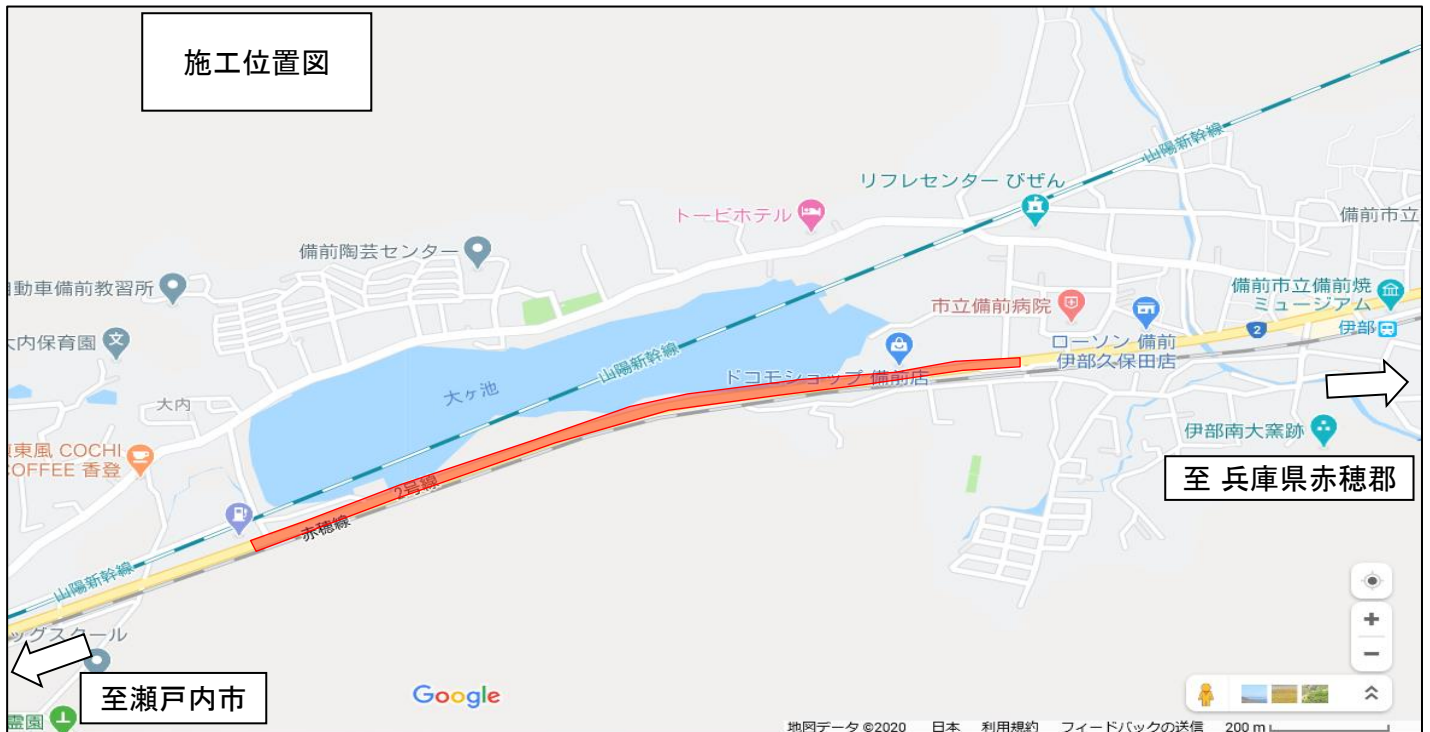 施工位置図
山陽新幹線
リフレセンター びぜん
トービホテル
備前市立
備前陶芸センター
自動車備前教習所
備前市立備前焼
ミュージアム
市立備前病院
2
伊部
大内保育園
ローソン 備前
伊部久保田店
山陽新幹線
ドコモショップ 備前店
大ヶ池
大内
東風 COCHI
COFFEE 香登
伊部南大窯跡
至 兵庫県赤穂郡
2号線
赤穂線
山陽新幹線
ッグスクール
至瀬戸内市
Google
霊園
地図データ ©2020 日本 利用規約 フィードバックの送信 200 m